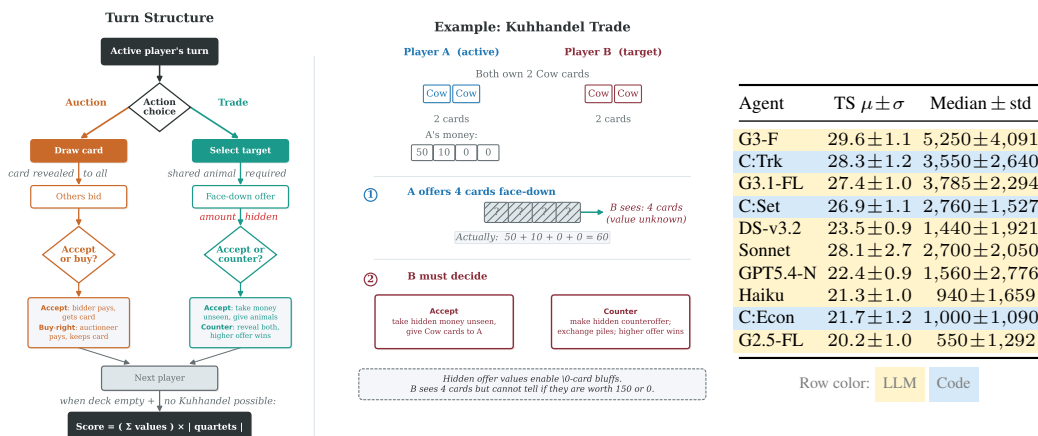 Turn Structure
Active player's turn
Action
choice
Auction
Trade
Draw card
Select target
card revealed to all
shared animal required
Others bid
Face-down offer
amount hidden
Accept
or buy?
Accept or
counter?
Accept: bidder pays,
gets card
Buy-right: auctioneer
pays, keeps card
Accept: take money
unseen, give animals
Counter: reveal both,
higher offer wins
Next player
when deck empty + no Kuhhandel possible:
Score = ( Σ values ) × | quartets |
Example: Kuhhandel Trade
Player A (active)
Player B (target)
Both own 2 Cow cards
Cow Cow
Cow Cow
2 cards
2 cards
A's money:
50 10 0 0
1 A offers 4 cards face-down
B sees: 4 cards
(value unknown)
Actually: 50 + 10 + 0 + 0 = 60
2 B must decide
Accept
take hidden money unseen,
give Cow cards to A
Counter
make hidden counteroffer;
exchange piles; higher offer wins
Hidden offer values enable \0-card bluffs.
B sees 4 cards but cannot tell if they are worth 150 or 0.
Agent TS μ±σ Median ± std
G3-F 29.6±1.1 5,250±4,091
C:Trk 28.3±1.2 3,550±2,640
G3.1-FL 27.4±1.0 3,785±2,294
C:Set 26.9±1.1 2,760±1,527
DS-v3.2 23.5±0.9 1,440±1,921
Sonnet 28.1±2.7 2,700±2,050
GPT5.4-N 22.4±0.9 1,560±2,776
Haiku 21.3±1.0 940±1,659
C:Econ 21.7±1.2 1,000±1,090
G2.5-FL 20.2±1.0 550±1,292
Row color: LLM Code